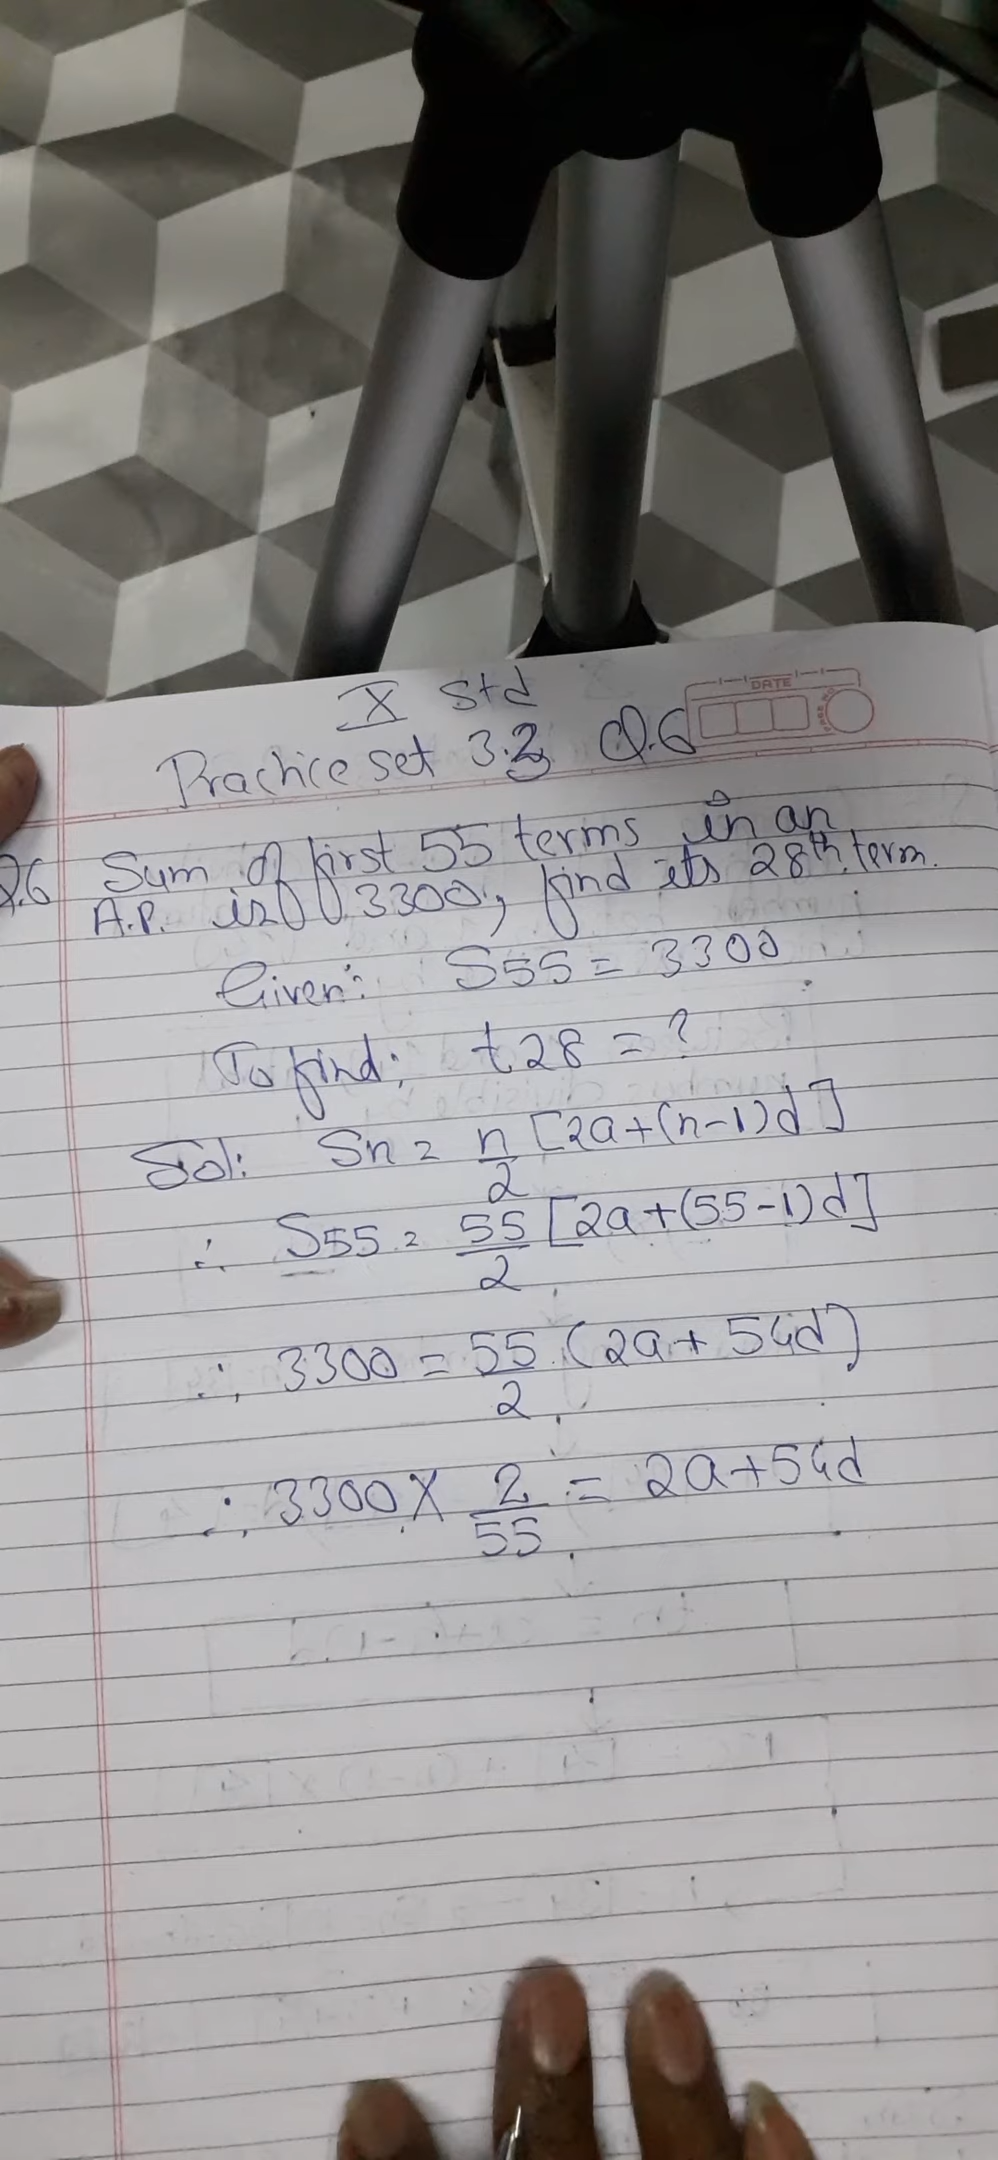 X Std
Practice set 3.3 Q.6
DATE
Q.6 Sum of first 55 terms in an
A.P. is 3300, find its 28th term.
Given: S55 = 3300
To find: t28 = ?
Sol: Sn = n/2 [2a+(n-1)d]
∴ S55 = 55/2 [2a+(55-1)d]
∴ 3300 = 55/2 (2a+54d)
∴ 3300 × 2/55 = 2a+54d